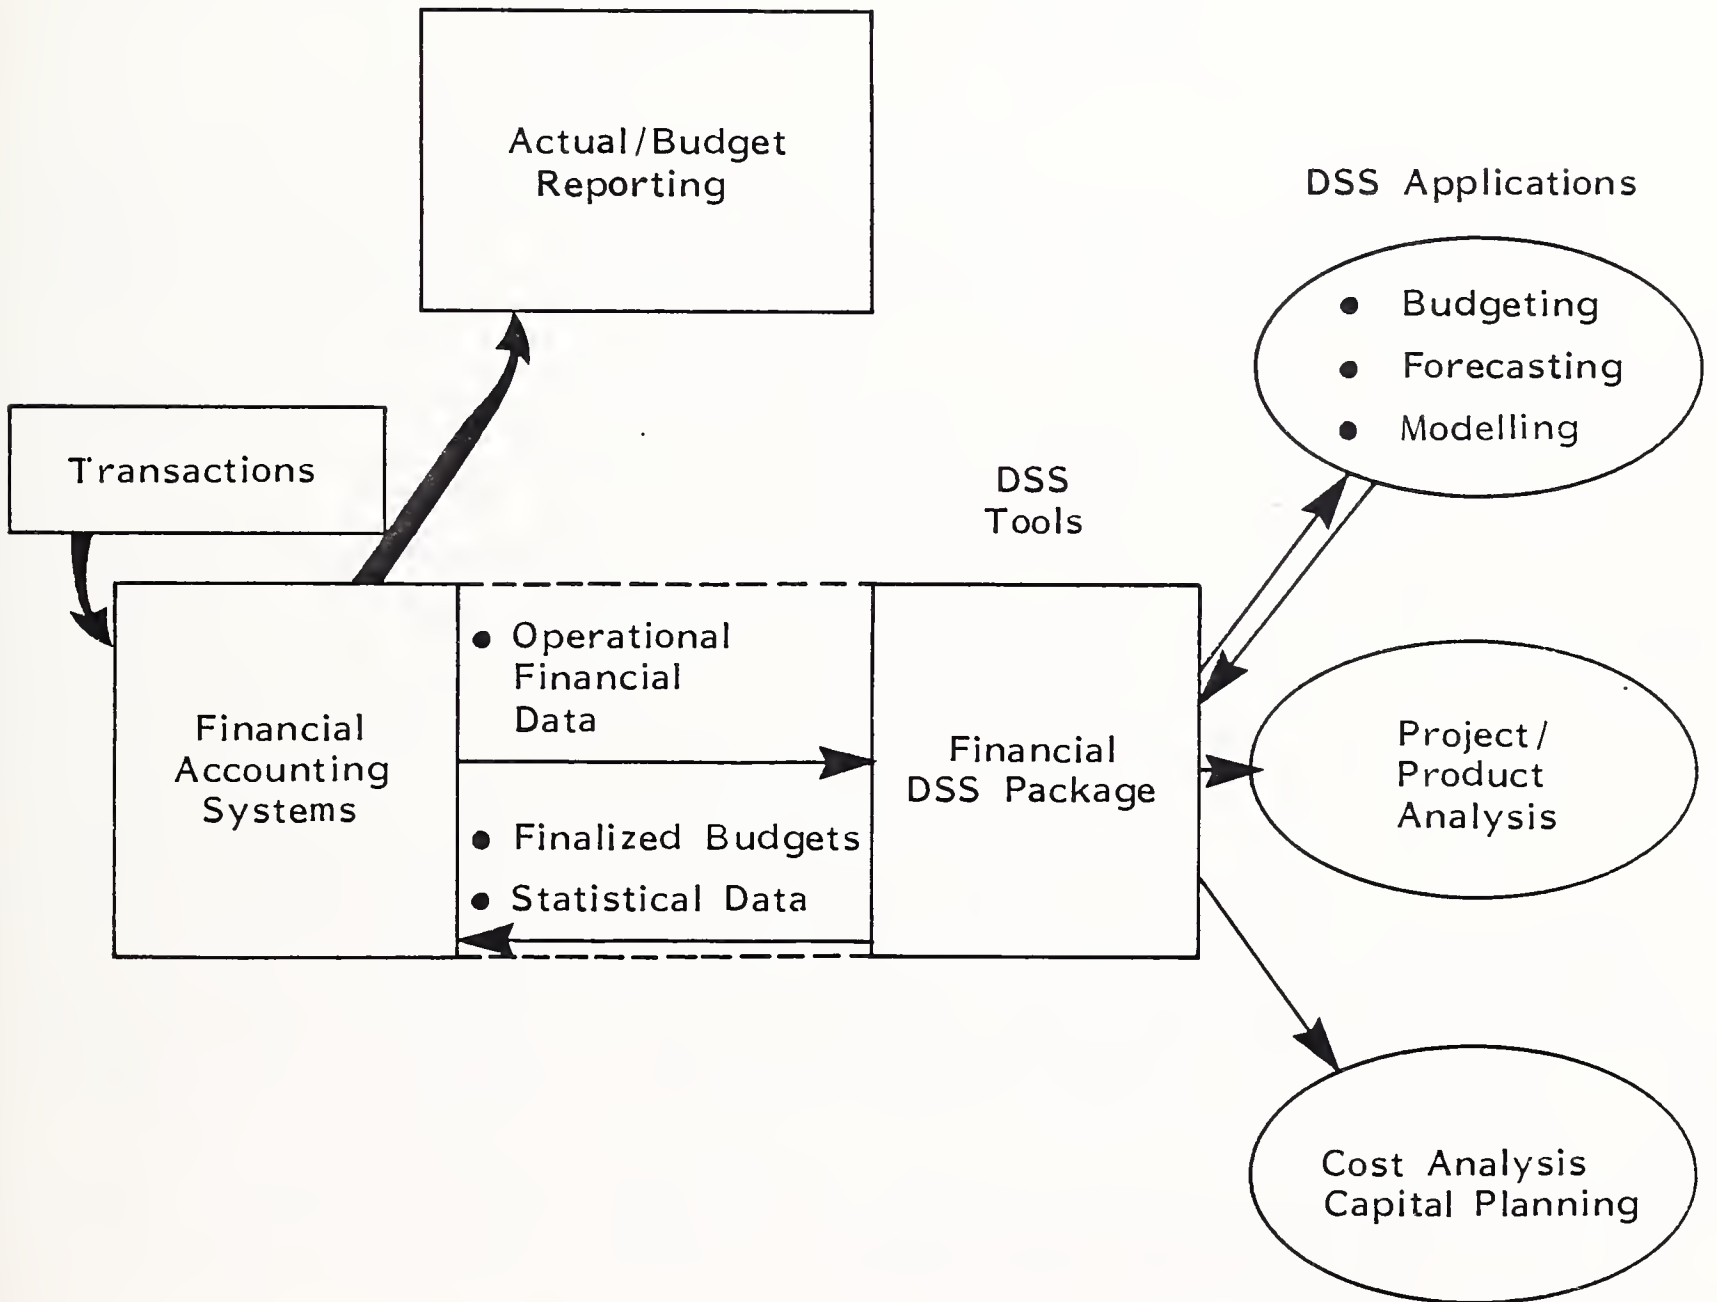 Actual/Budget
Reporting
DSS Applications
● Budgeting
● Forecasting
● Modelling
Transactions
DSS
Tools
Financial
Accounting
Systems
● Operational
Financial
Data
● Finalized Budgets
● Statistical Data
Financial
DSS Package
Project/
Product
Analysis
Cost Analysis
Capital Planning